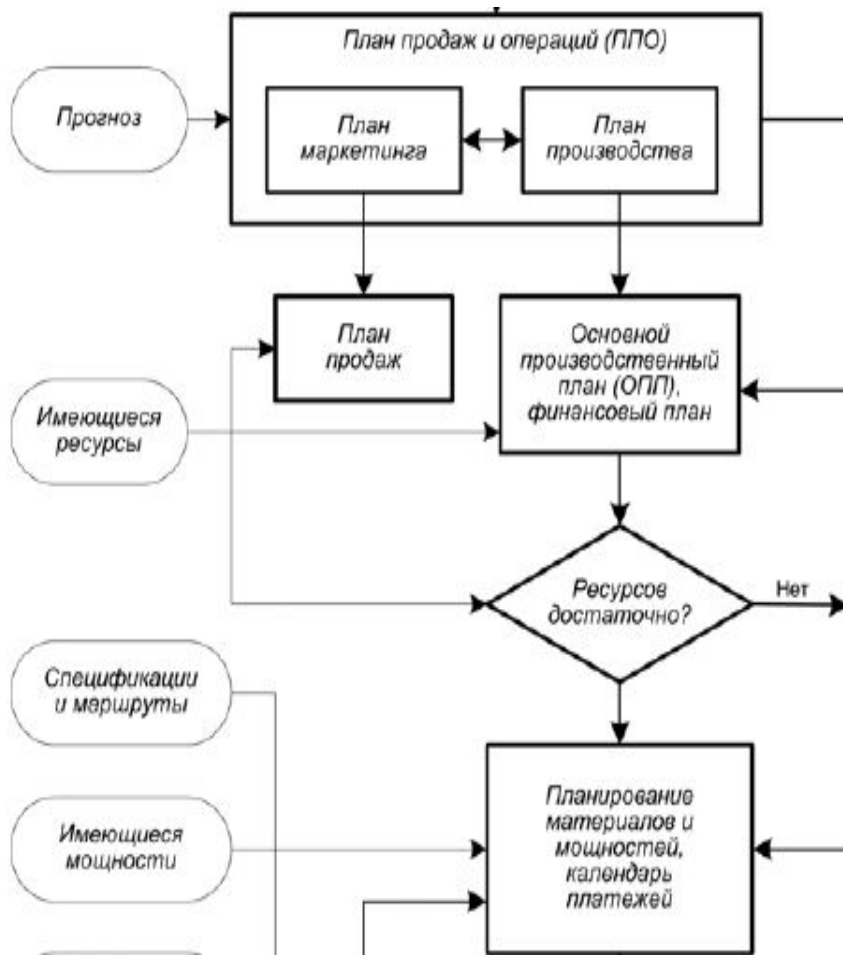 План продаж и операций (ППО)
Прогноз
План
маркетинга
План
производства
План
продаж
Основной
производственный
план (ОПП),
финансовый план
Имеющиеся
ресурсы
Ресурсов
достаточно?
Нет
Спецификации
и маршруты
Имеющиеся
мощности
Планирование
материалов и
мощностей,
календарь
платежей